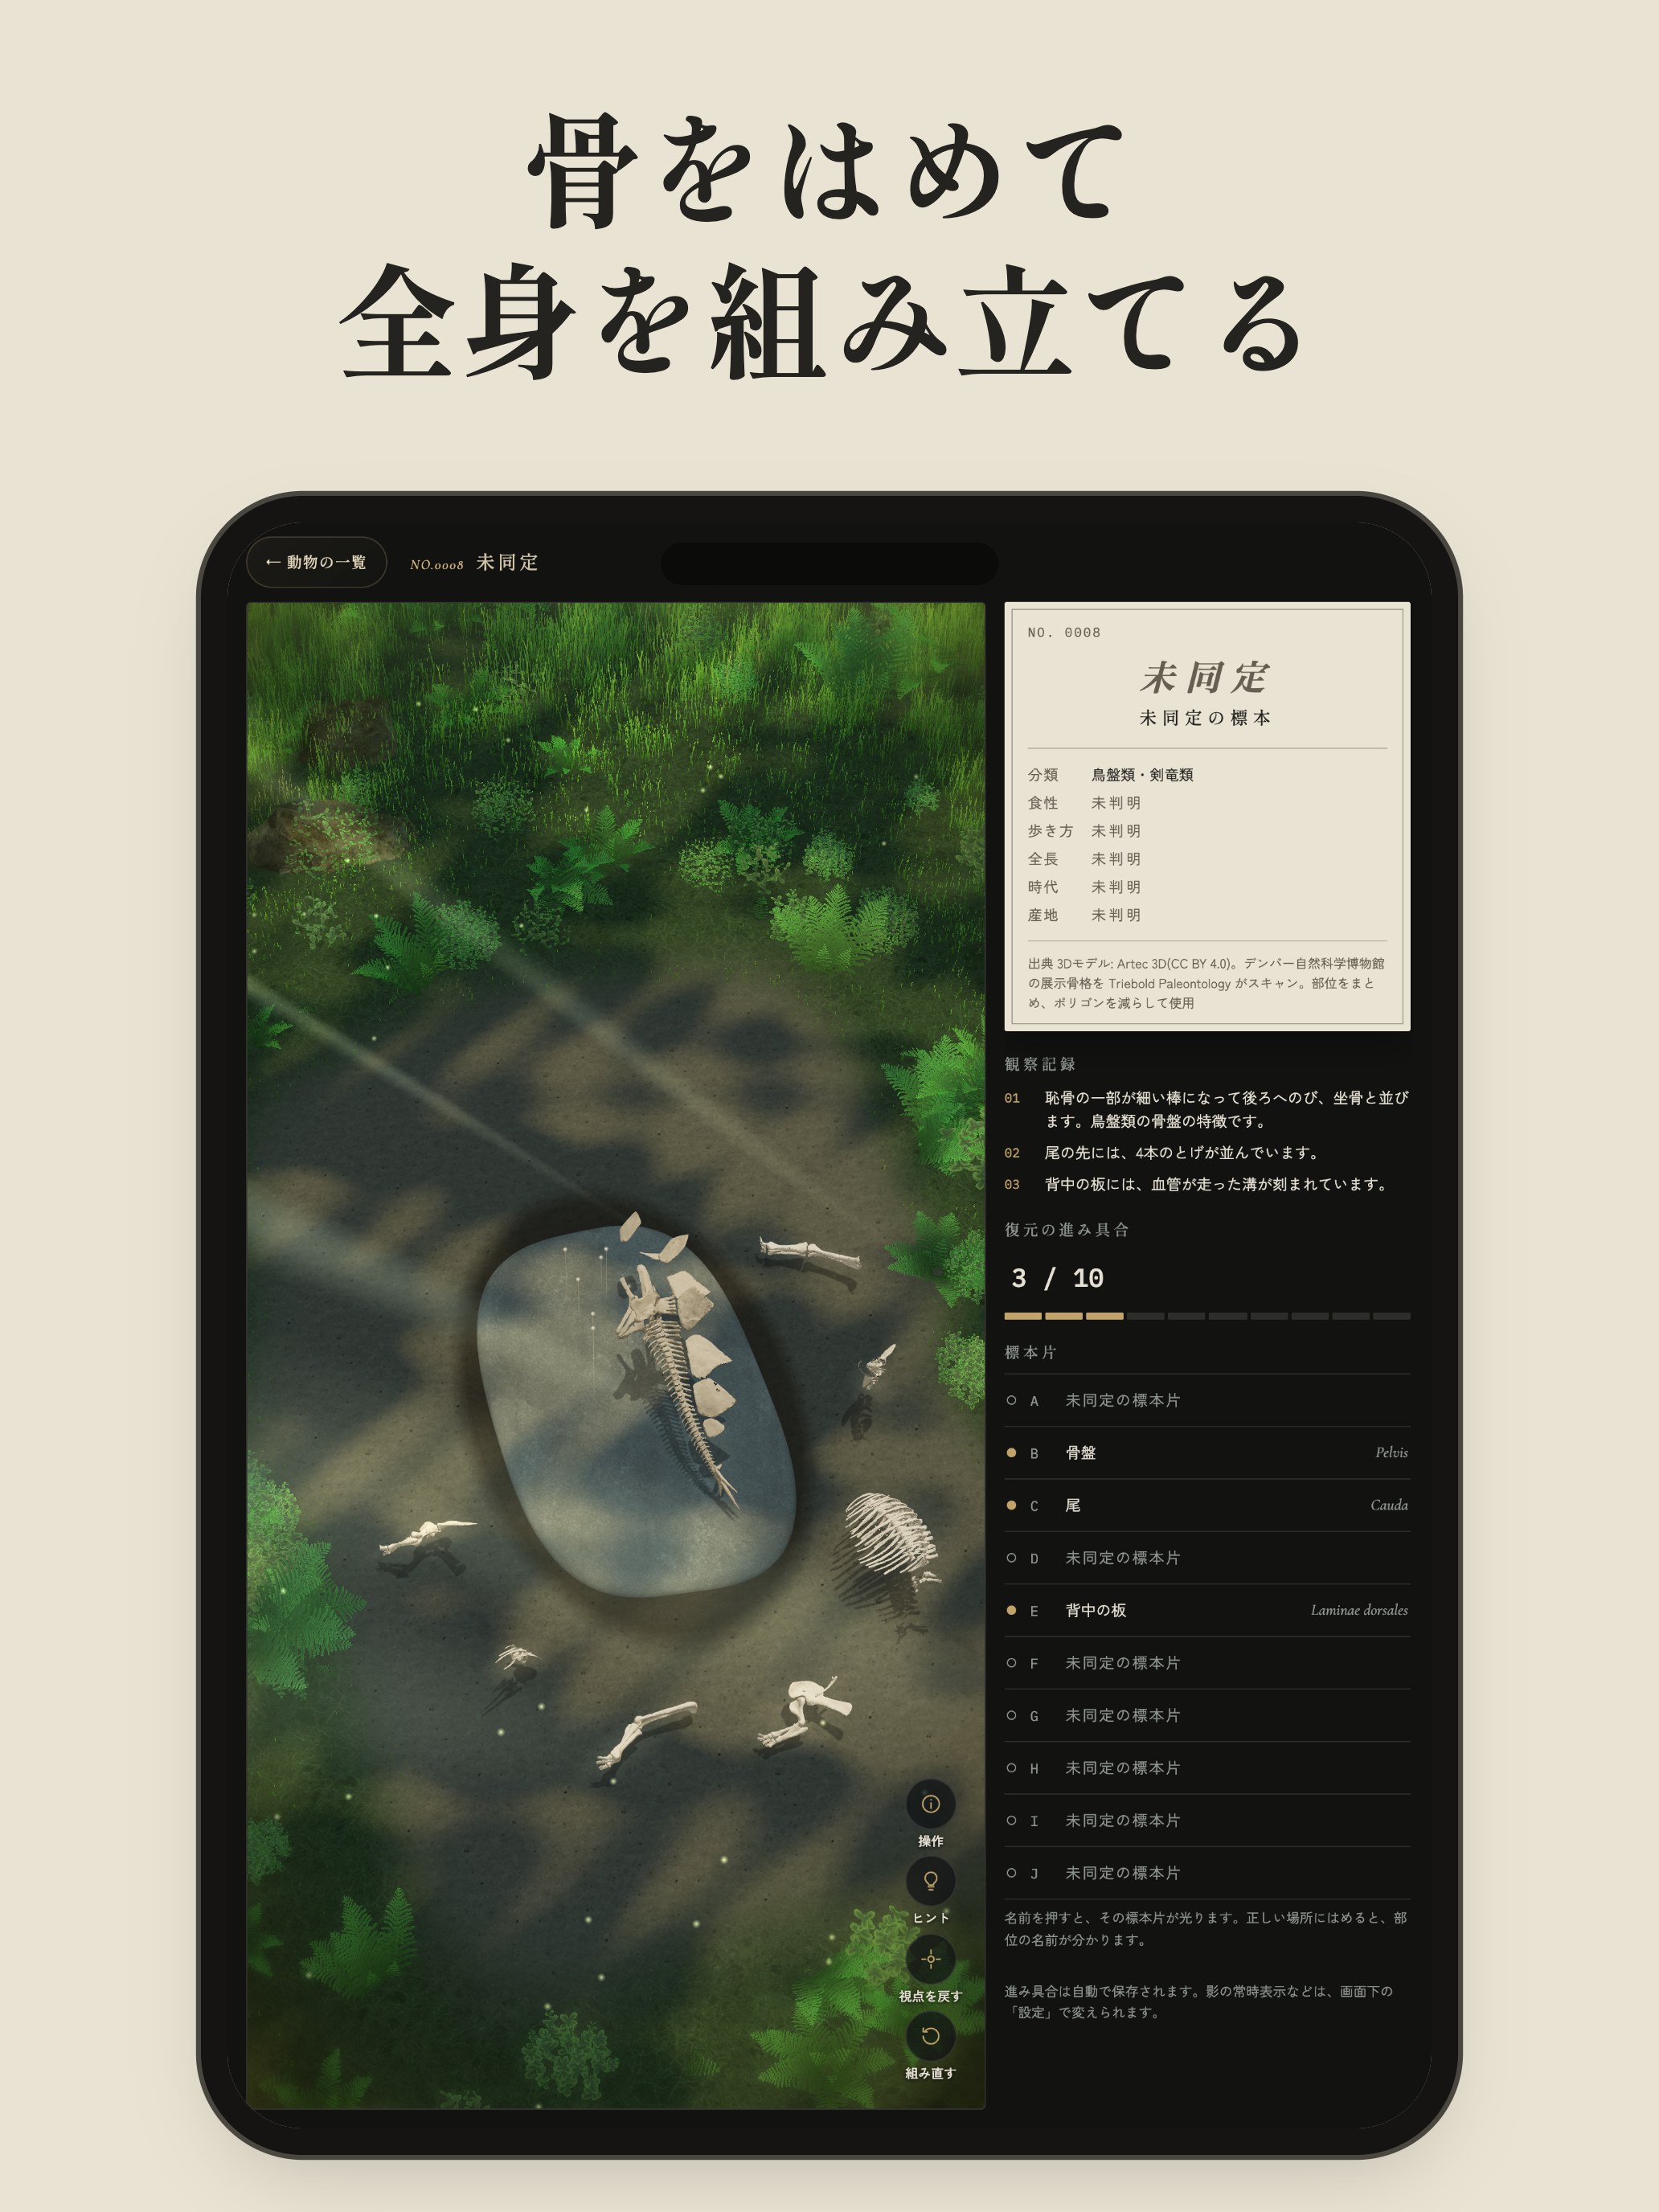 骨をはめて
全身を組み立てる
← 動物の一覧
NO.0008 未同定
NO. 0008
未同定
未同定の標本
分類 鳥盤類・剣竜類
食性 未判明
歩き方 未判明
全長 未判明
時代 未判明
産地 未判明
出典 3Dモデル: Artec 3D(CC BY 4.0)。デンバー自然科学博物館
の展示骨格を Triebold Paleontology がスキャン。部位をまと
め、ポリゴンを減らして使用
観察記録
01 恥骨の一部が細い棒になって後ろへのび、坐骨と並び
ます。鳥盤類の骨盤の特徴です。
02 尾の先には、4本のとげが並んでいます。
03 背中の板には、血管が走った溝が刻まれています。
復元の進み具合
3 / 10
標本片
A 未同定の標本片
B 骨盤 Pelvis
C 尾 Cauda
D 未同定の標本片
E 背中の板 Laminae dorsales
F 未同定の標本片
G 未同定の標本片
H 未同定の標本片
I 未同定の標本片
J 未同定の標本片
名前を押すと、その標本片が光ります。正しい場所にはめると、部
位の名前が分かります。
進み具合は自動で保存されます。影の常時表示などは、画面下の
「設定」で変えられます。
操作
ヒント
視点を戻す
組み直す